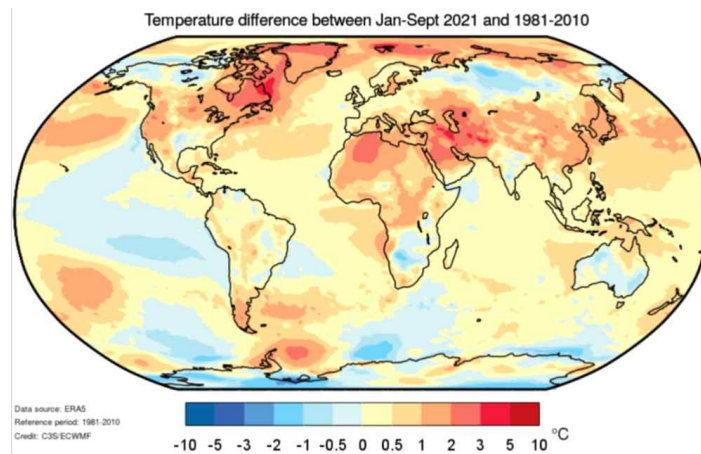 Temperature difference between Jan-Sept 2021 and 1981-2010
Data source: ERA5
Reference period: 1981-2010
Credit: C3S/ECWMF
-10 -5 -3 -2 -1 -0.5 0 0.5 1 2 3 5 10 °C